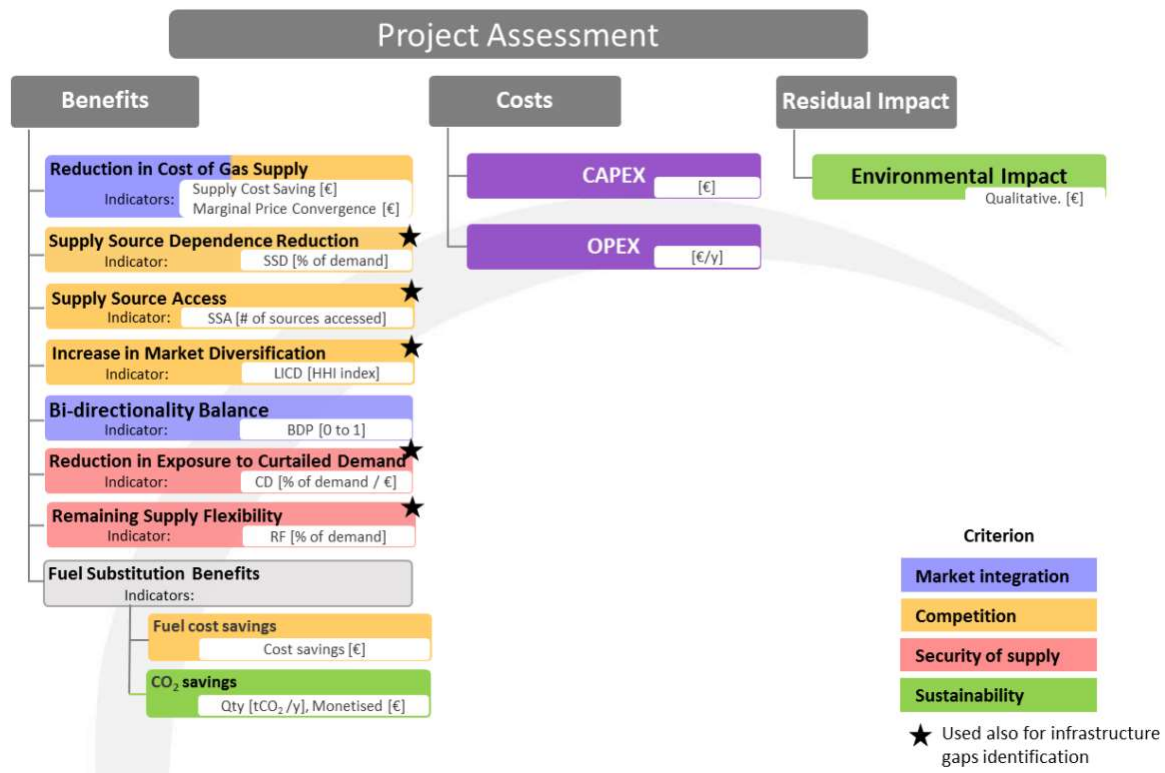 Project Assessment
Benefits
Costs
Residual Impact
Reduction in Cost of Gas Supply
Indicators:
Supply Cost Saving [€]
Marginal Price Convergence [€]
Supply Source Dependence Reduction
Indicator:
SSD [% of demand]
Supply Source Access
Indicator:
SSA [# of sources accessed]
Increase in Market Diversification
Indicator:
LICD [HHI index]
Bi-directionality Balance
Indicator:
BDP [0 to 1]
Reduction in Exposure to Curtailed Demand
Indicator:
CD [% of demand / €]
Remaining Supply Flexibility
Indicator:
RF [% of demand]
Fuel Substitution Benefits
Indicators:
Fuel cost savings
Cost savings [€]
CO₂ savings
Qty [tCO₂ /y], Monetised [€]
CAPEX
[€]
OPEX
[€/y]
Environmental Impact
Qualitative. [€]
Criterion
Market integration
Competition
Security of supply
Sustainability
Used also for infrastructure
gaps identification